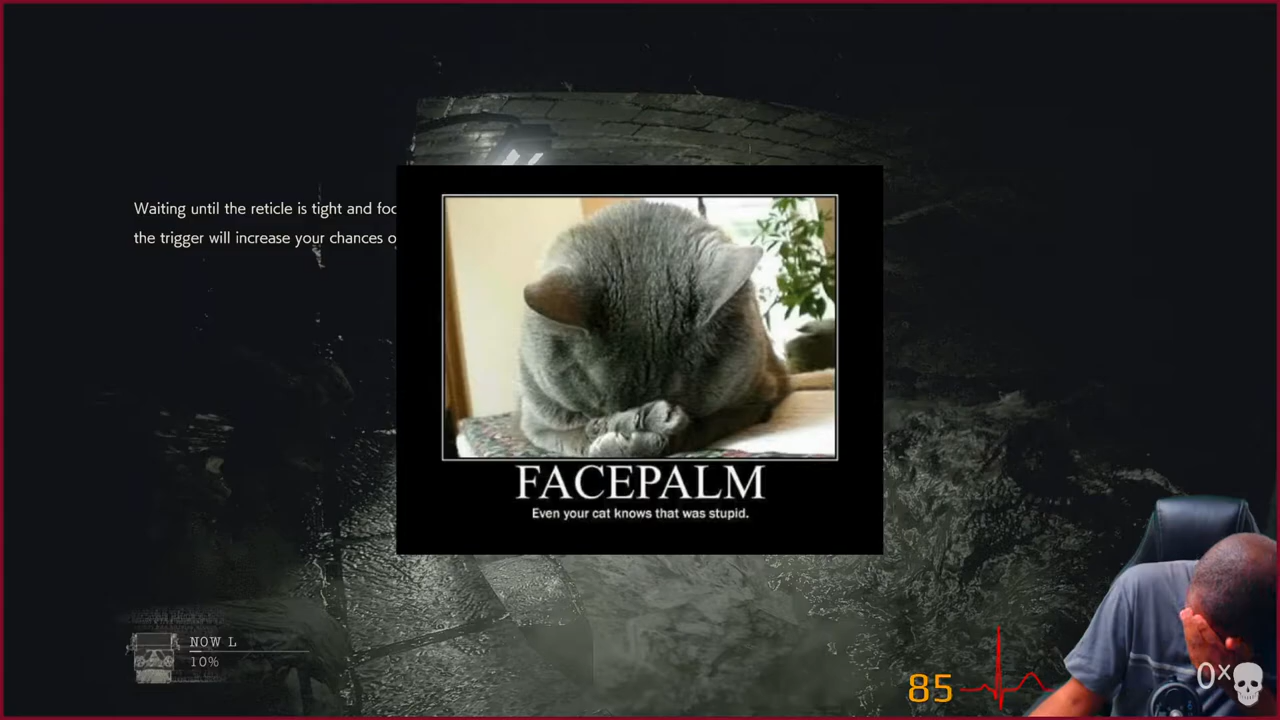 Waiting until the reticle is tight and foc
the trigger will increase your chances o
FACEPALM
Even your cat knows that was stupid.
NOW L
10%
85
0x